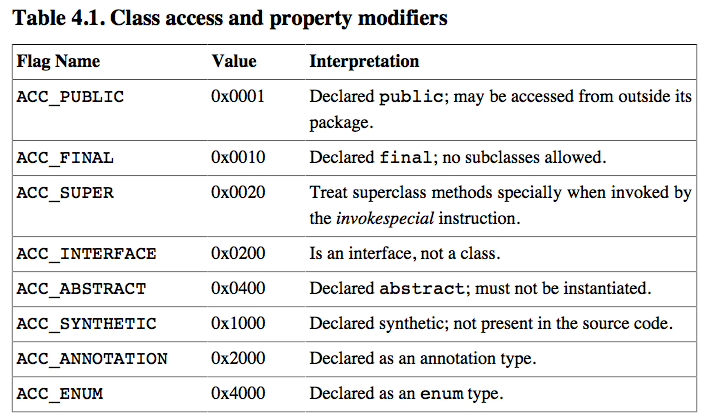 Table 4.1. Class access and property modifiers
Flag Name Value Interpretation
ACC_PUBLIC 0x0001 Declared public; may be accessed from outside its
package.
ACC_FINAL 0x0010 Declared final; no subclasses allowed.
ACC_SUPER 0x0020 Treat superclass methods specially when invoked by
the invokespecial instruction.
ACC_INTERFACE 0x0200 Is an interface, not a class.
ACC_ABSTRACT 0x0400 Declared abstract; must not be instantiated.
ACC_SYNTHETIC 0x1000 Declared synthetic; not present in the source code.
ACC_ANNOTATION 0x2000 Declared as an annotation type.
ACC_ENUM 0x4000 Declared as an enum type.